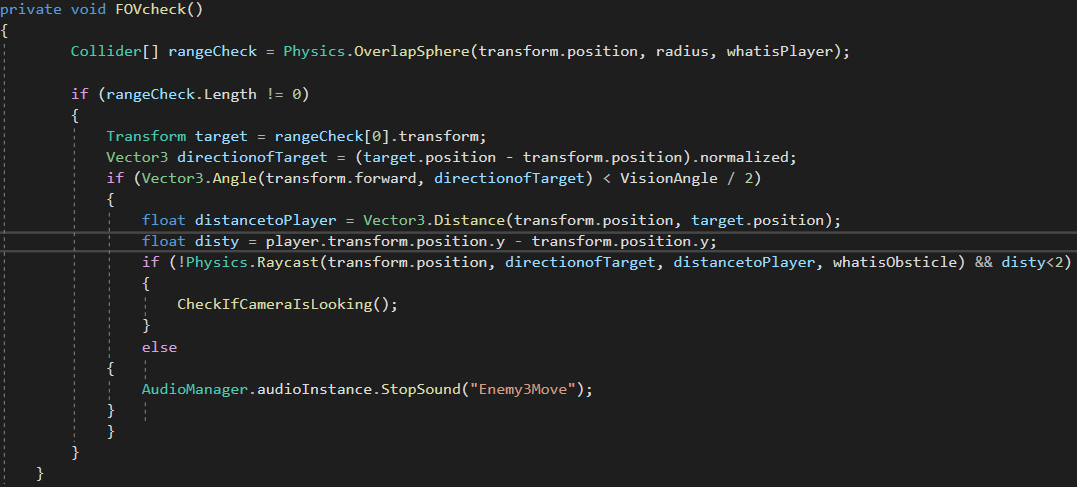 private void FOVcheck()
{
Collider[] rangeCheck = Physics.OverlapSphere(transform.position, radius, whatisPlayer);
if (rangeCheck.Length != 0)
{
Transform target = rangeCheck[0].transform;
Vector3 directionofTarget = (target.position - transform.position).normalized;
if (Vector3.Angle(transform.forward, directionofTarget) < VisionAngle / 2)
{
float distancetoPlayer = Vector3.Distance(transform.position, target.position);
float disty = player.transform.position.y - transform.position.y;
if (!Physics.Raycast(transform.position, directionofTarget, distancetoPlayer, whatisObsticle) && disty<2)
{
CheckIfCameraIsLooking();
}
else
{
AudioManager.audioInstance.StopSound("Enemy3Move");
}
}
}
}